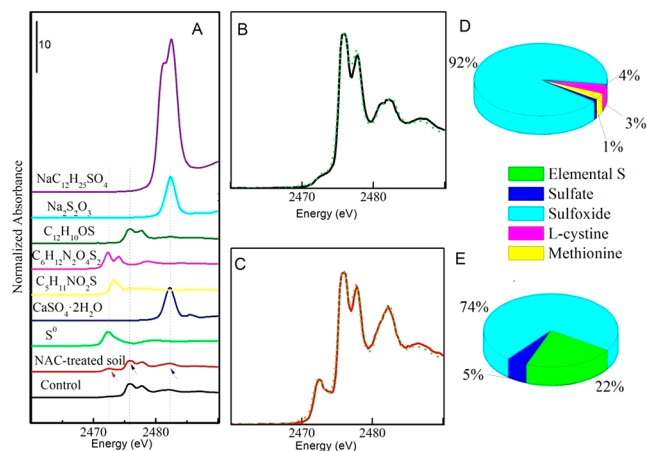 A
10
Normalized Absorbance
NaC₁₂H₂₅SO₄
Na₂S₂O₃
C₁₂H₁₀OS
C₆H₁₂N₂O₄S₂
C₅H₁₁NO₂S
CaSO₄·2H₂O
S⁰
NAC-treated soil
Control
2470 2480
Energy (eV)
B
2470 2480
Energy (eV)
C
2470 2480
Energy (eV)
D
92%
4%
3%
1%
Elemental S
Sulfate
Sulfoxide
L-cystine
Methionine
E
74%
5%
22%